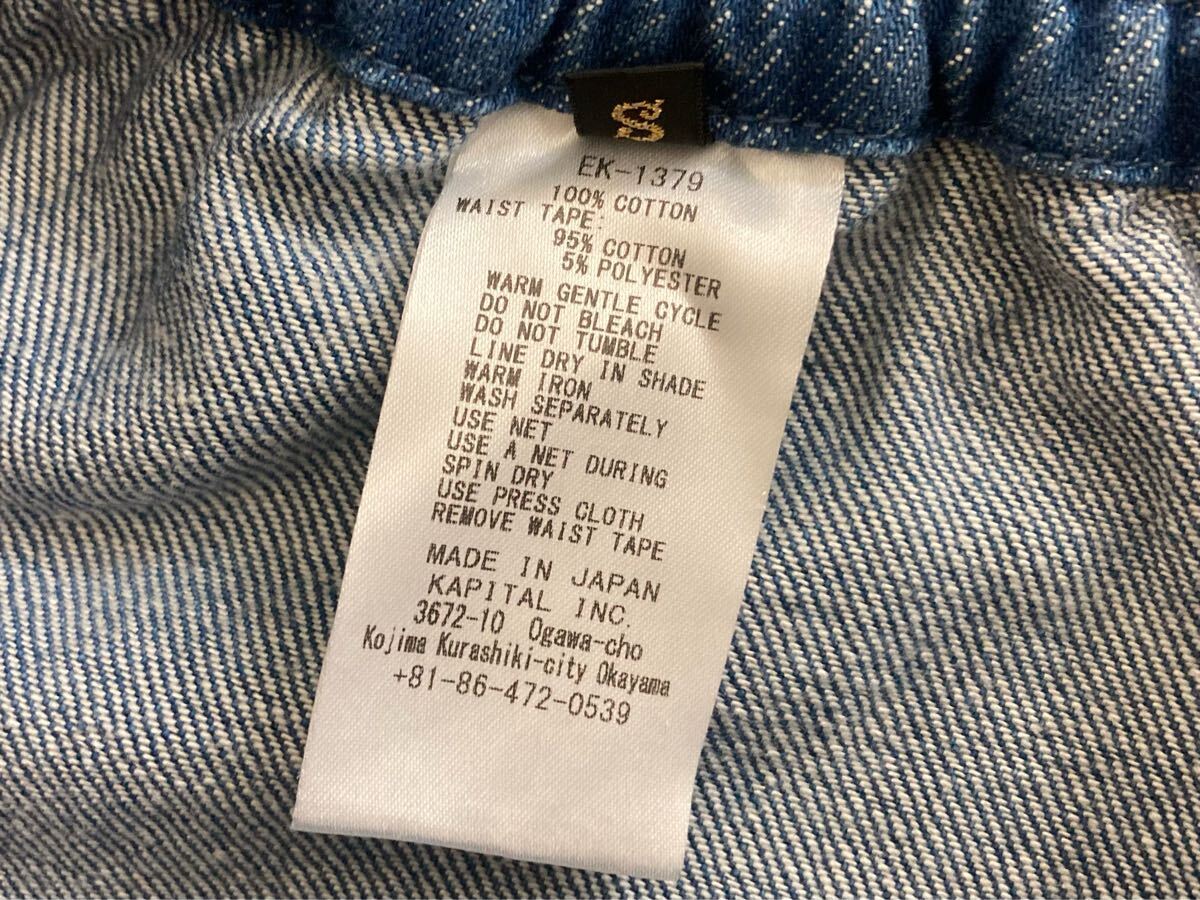 S
EK-1379
100% COTTON
WAIST TAPE:
95% COTTON
5% POLYESTER
WARM GENTLE CYCLE
DO NOT BLEACH
DO NOT TUMBLE
LINE DRY IN SHADE
WARM IRON
WASH SEPARATELY
USE NET
USE A NET DURING
SPIN DRY
USE PRESS CLOTH
REMOVE WAIST TAPE
MADE IN JAPAN
KAPITAL INC.
3672-10 Ogawa-cho
Kojima Kurashiki-city Okayama
+81-86-472-0539